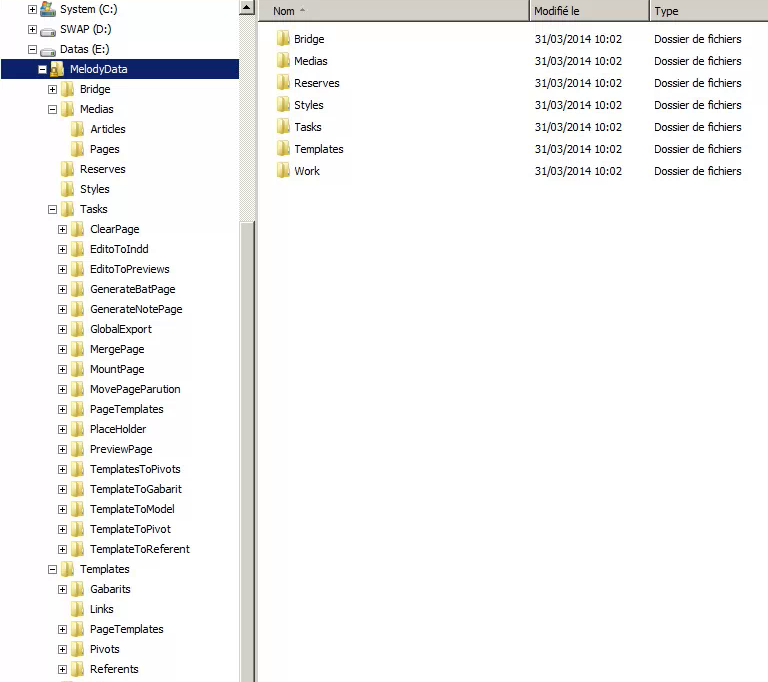 System (C:)
SWAP (D:)
Datas (E:)
MelodyData
Bridge
Medias
Articles
Pages
Reserves
Styles
Tasks
ClearPage
EditoToIndd
EditoToPreviews
GenerateBatPage
GenerateNotePage
GlobalExport
MergePage
MountPage
MovePageParution
PageTemplates
PlaceHolder
PreviewPage
TemplatesToPivots
TemplateToGabarit
TemplateToModel
TemplateToPivot
TemplateToReferent
Templates
Gabarits
Links
PageTemplates
Pivots
Referents
Nom Modifié le Type
Bridge 31/03/2014 10:02 Dossier de fichiers
Medias 31/03/2014 10:02 Dossier de fichiers
Reserves 31/03/2014 10:02 Dossier de fichiers
Styles 31/03/2014 10:02 Dossier de fichiers
Tasks 31/03/2014 10:02 Dossier de fichiers
Templates 31/03/2014 10:02 Dossier de fichiers
Work 31/03/2014 10:02 Dossier de fichiers